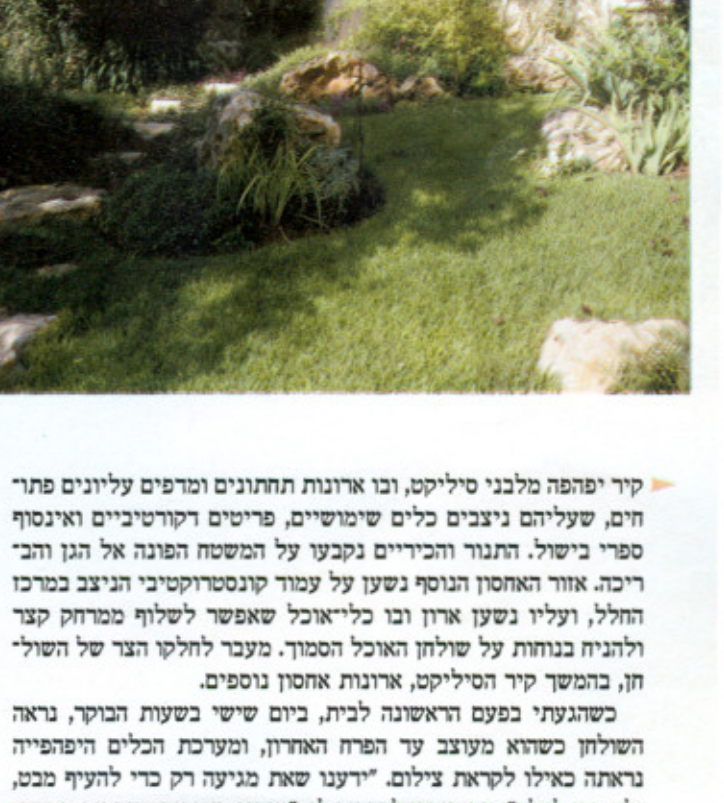 קיר יפהפה מלבני סיליקט, ובו ארונות תחתונים ומדפים עליונים פתו־
חים, שעליהם ניצבים כלים שימושיים, פריטים דקורטיביים ואינסוף
ספרי בישול. התנור והכיריים נקבעו על המשטח הפונה אל הגן והב־
ריכה. אזור האחסון הנוסף נשען על עמוד קונסטרוקטיבי הניצב במרכז
החלל, ועליו נשען ארון ובו כלי־אוכל שאפשר לשלוף ממרחק קצר
ולהניח בנוחות על שולחן האוכל הסמוך. מעבר לחלקו הצר של השול־
חן, בהמשך קיר הסיליקט, ארונות אחסון נוספים.
כשהגעתי בפעם הראשונה לבית, ביום שישי בשעות הבוקר, נראה
השולחן כשהוא מעוצב עד הפרח האחרון, ומערכת הכלים היפהפייה
נראתה כאילו לקראת צילום. "ידענו שאת מגיעה רק כדי להעיף מבט,